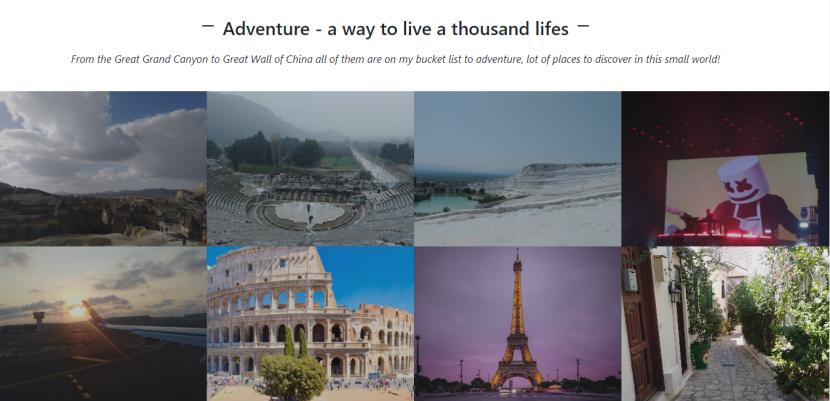 Adventure - a way to live a thousand lifes
From the Great Grand Canyon to Great Wall of China all of them are on my bucket list to adventure, lot of places to discover in this small world!